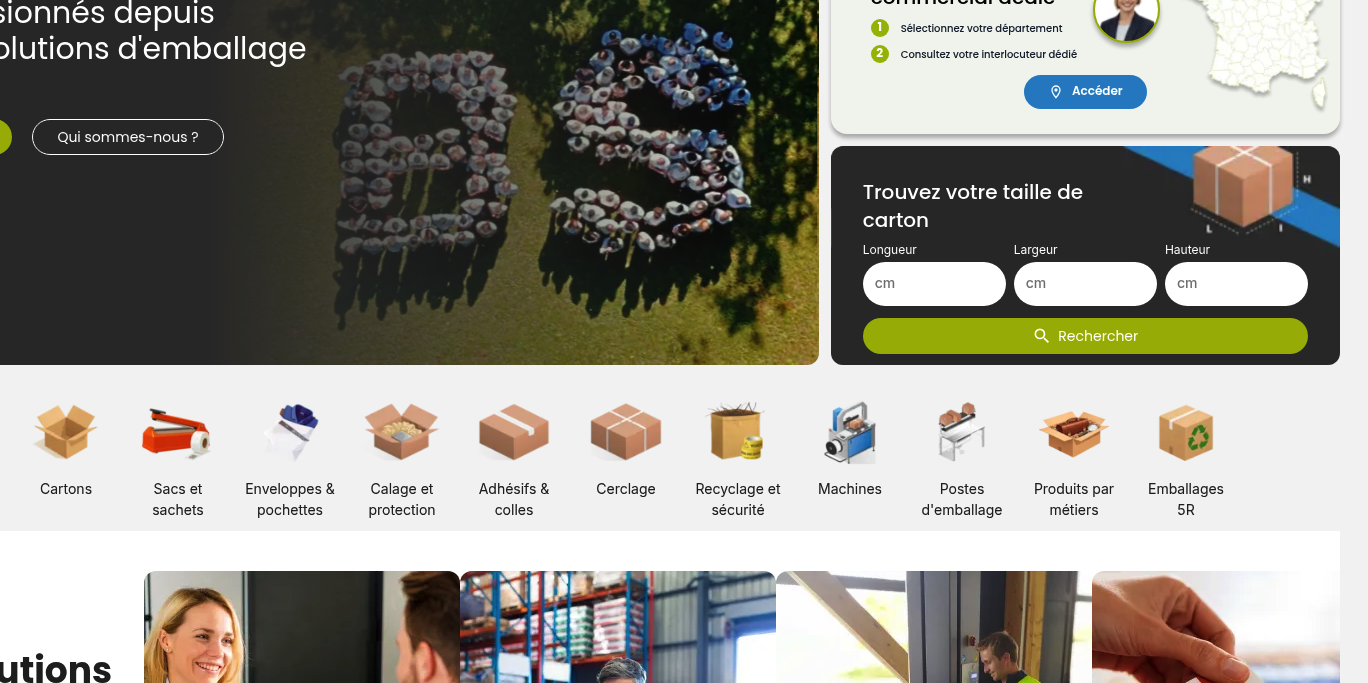 sionnés depuis
olutions d'emballage
Qui sommes-nous ?
1 Sélectionnez votre département
2 Consultez votre interlocuteur dédié
Accéder
Trouvez votre taille de
carton
H
L I
Longueur Largeur Hauteur
cm cm cm
Rechercher
Cartons
Sacs et
sachets
Enveloppes &
pochettes
Calage et
protection
Adhésifs &
colles
Cerclage
Recyclage et
sécurité
Machines
Postes
d'emballage
Produits par
métiers
Emballages
5R
utions